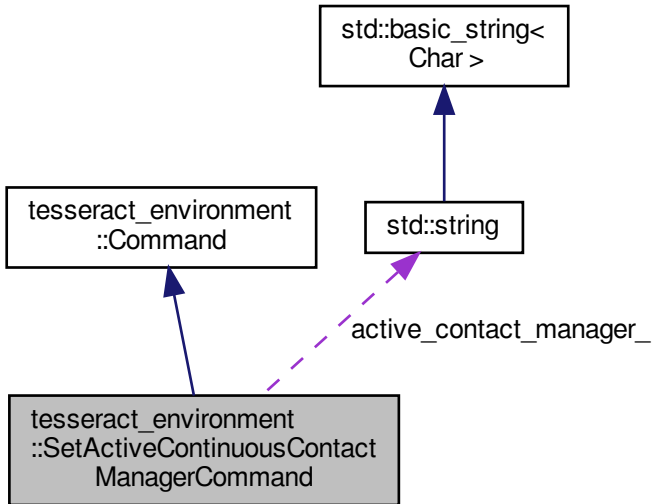 std::basic_string<
Char >
tesseract_environment
::Command
std::string
active_contact_manager_
tesseract_environment
::SetActiveContinuousContact
ManagerCommand